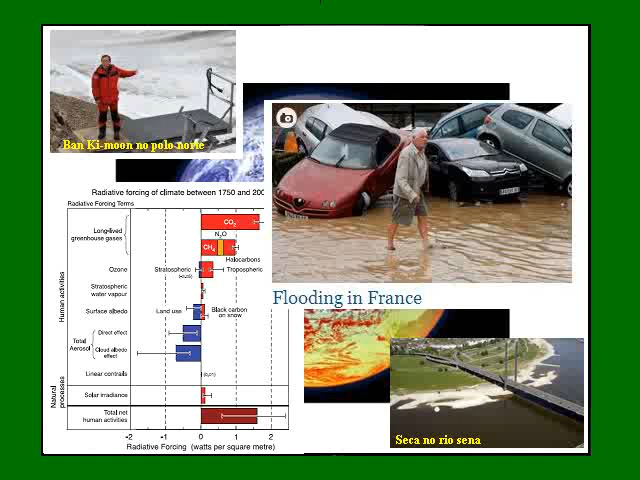 Ban Ki-moon no polo norte
Radiative forcing of climate between 1750 and 200
Radiative Forcing Terms
Human activities
Natural processes
Long-lived
greenhouse gases
CO2
N2O
CH4
Halocarbons
Ozone
Stratospheric
(-0.05)
Tropospheric
Stratospheric
water vapour
Surface albedo
Land use
Black carbon
on snow
Total
Aerosol
Direct effect
Cloud albedo
effect
Linear contrails
(0.01)
Solar irradiance
Total net
human activities
-2 -1 0 1 2
Radiative Forcing (watts per square metre)
Flooding in France
Seca no rio sena